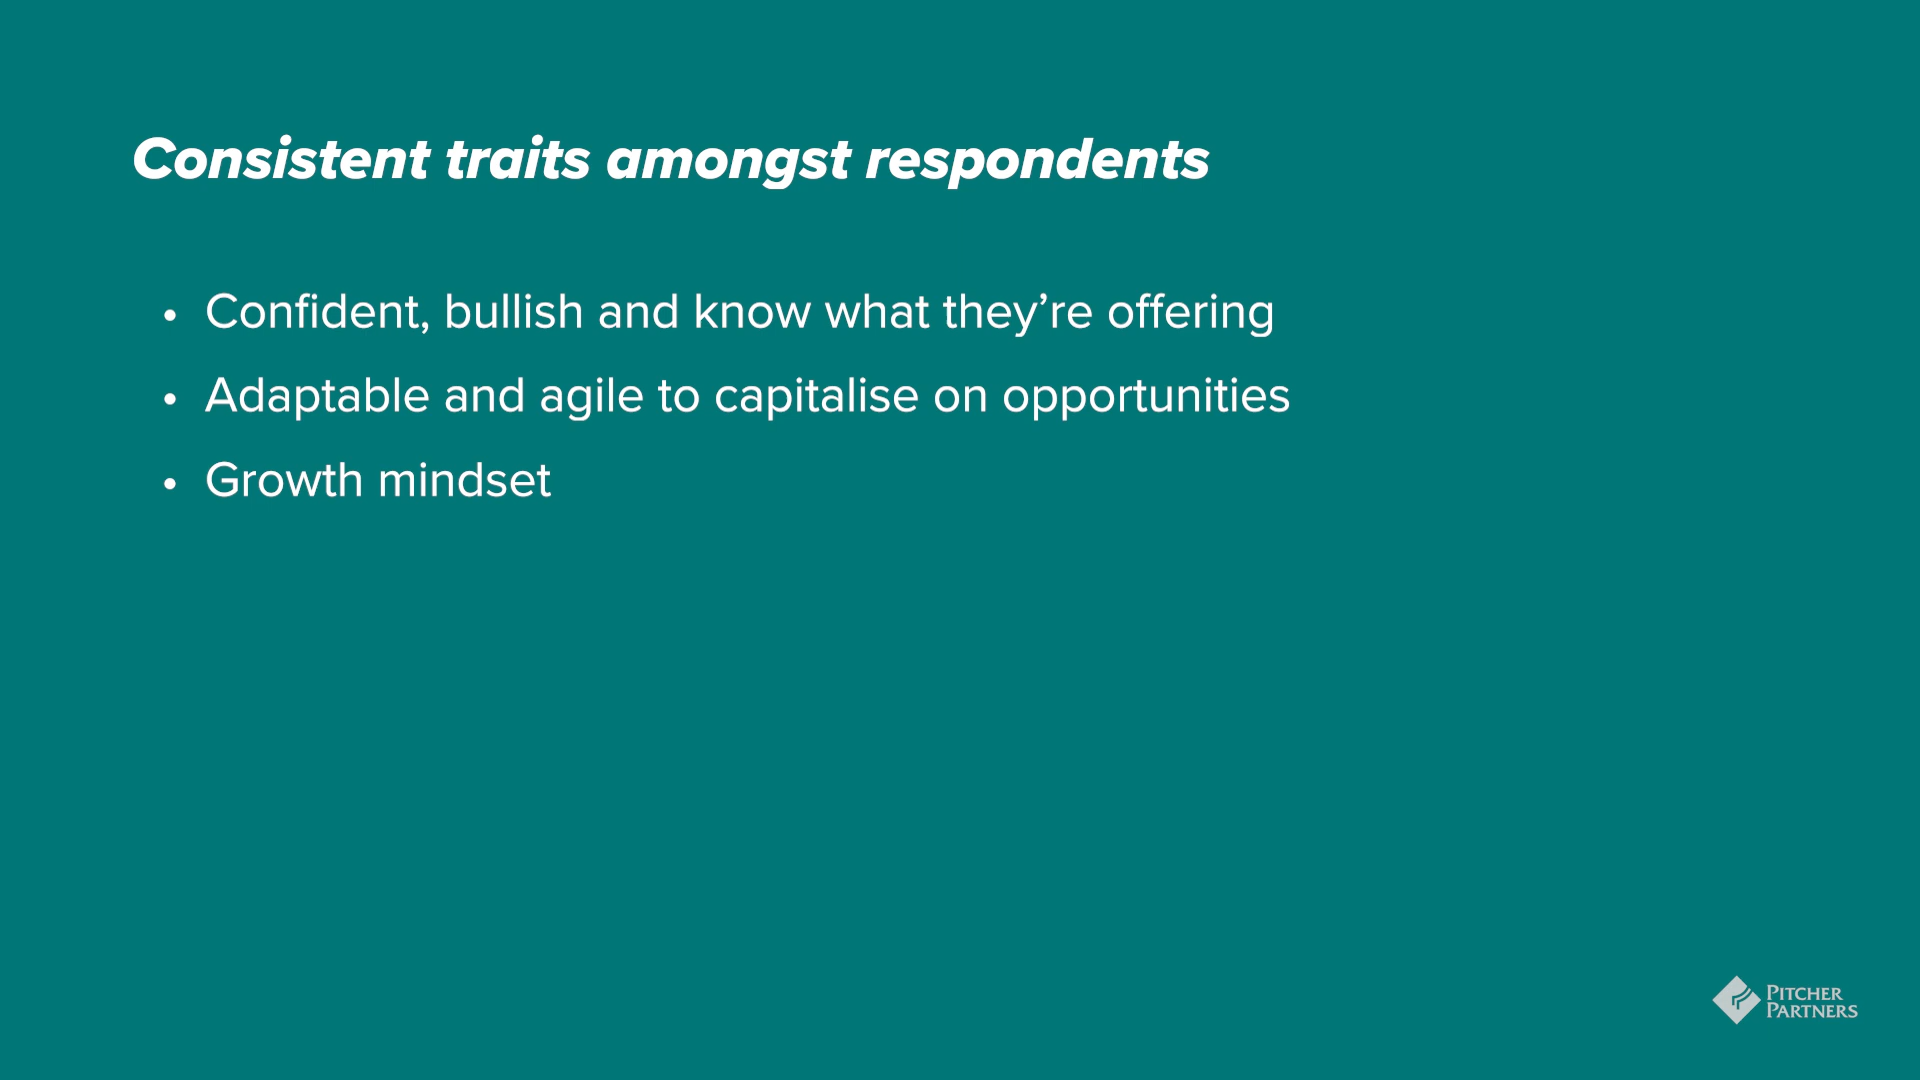 Consistent traits amongst respondents
• Confident, bullish and know what they’re offering
• Adaptable and agile to capitalise on opportunities
• Growth mindset
PITCHER
PARTNERS